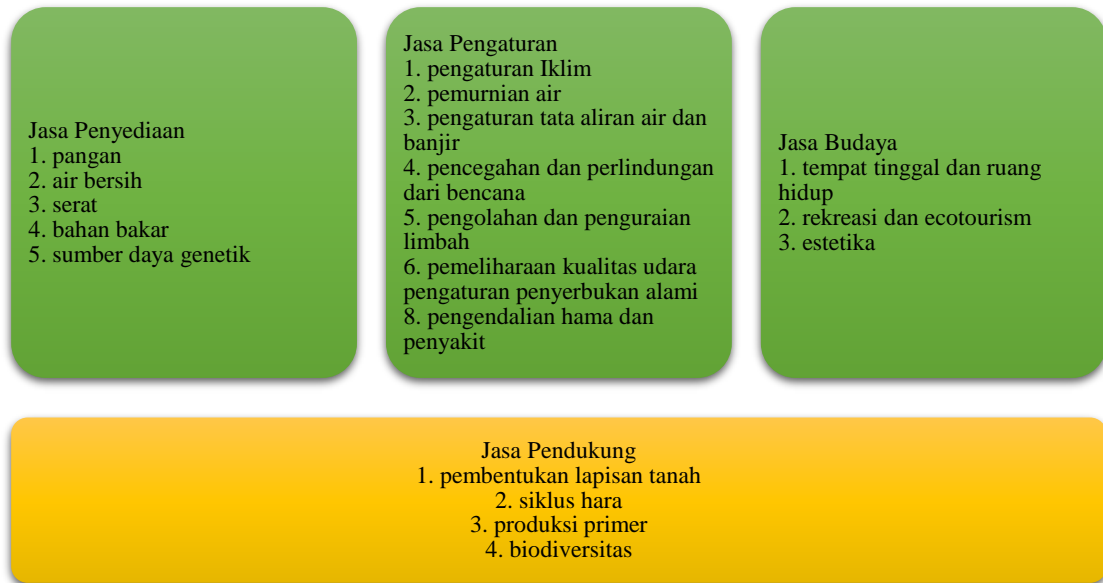 Jasa Penyediaan
1. pangan
2. air bersih
3. serat
4. bahan bakar
5. sumber daya genetik
Jasa Pengaturan
1. pengaturan Iklim
2. pemurnian air
3. pengaturan tata aliran air dan
banjir
4. pencegahan dan perlindungan
dari bencana
5. pengolahan dan penguraian
limbah
6. pemeliharaan kualitas udara
pengaturan penyerbukan alami
8. pengendalian hama dan
penyakit
Jasa Budaya
1. tempat tinggal dan ruang
hidup
2. rekreasi dan ecotourism
3. estetika
Jasa Pendukung
1. pembentukan lapisan tanah
2. siklus hara
3. produksi primer
4. biodiversitas